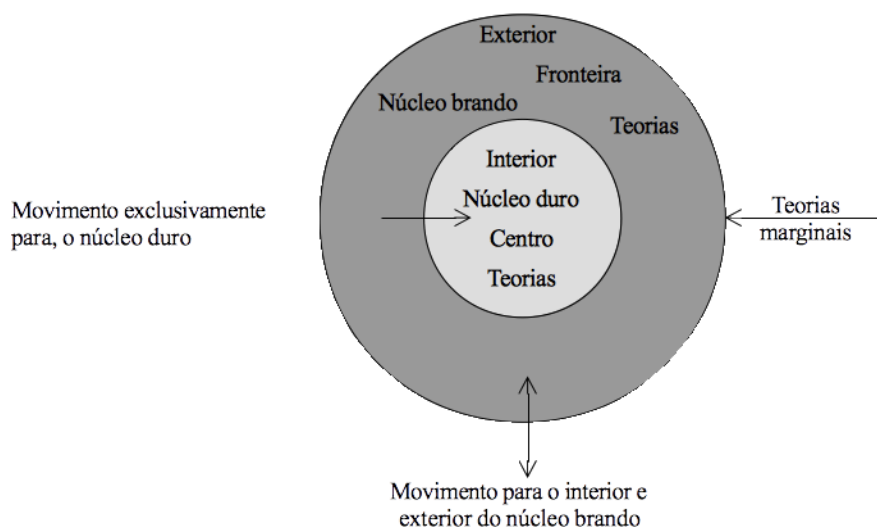 Exterior
Fronteira
Núcleo brando
Teorias
Interior
Núcleo duro
Centro
Teorias
Movimento exclusivamente
para, o núcleo duro
Teorias
marginais
Movimento para o interior e
exterior do núcleo brando